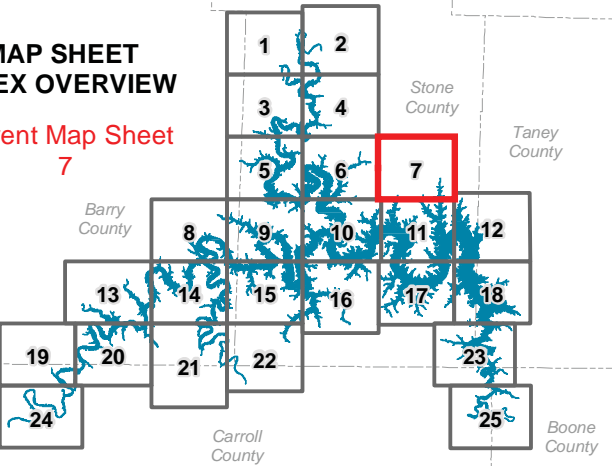 MAP SHEET
EX OVERVIEW
ent Map Sheet
7
1
2
3
4
Stone
County
Taney
County
5
6
7
Barry
County
8
9
10
11
12
13
14
15
16
17
18
19
20
21
22
23
24
25
Carroll
County
Boone
County